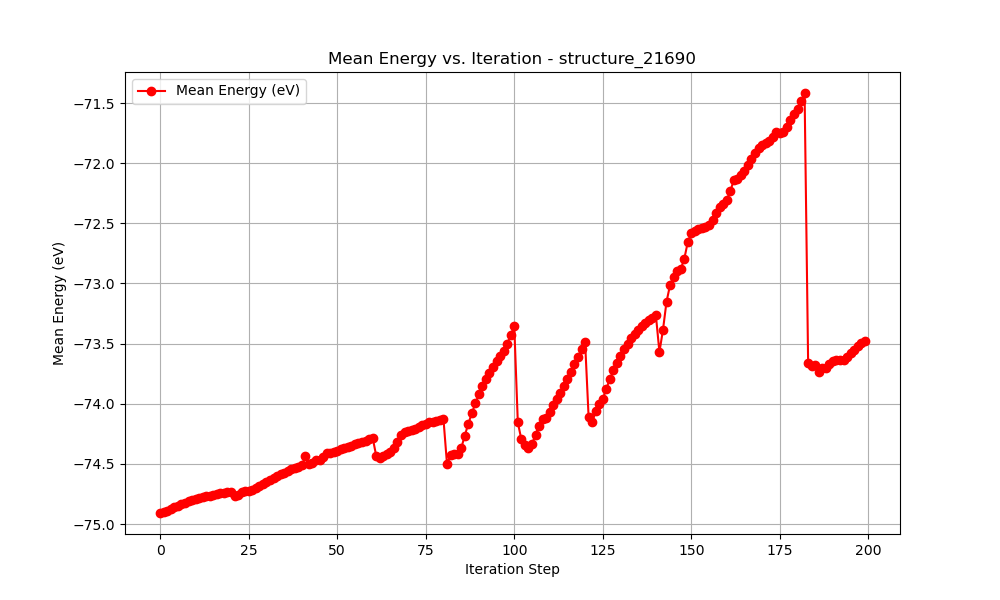 Mean Energy vs. Iteration - structure_21690
Mean Energy (eV)
−71.5
−72.0
−72.5
−73.0
−73.5
−74.0
−74.5
−75.0
Mean Energy (eV)
0 25 50 75 100 125 150 175 200
Iteration Step